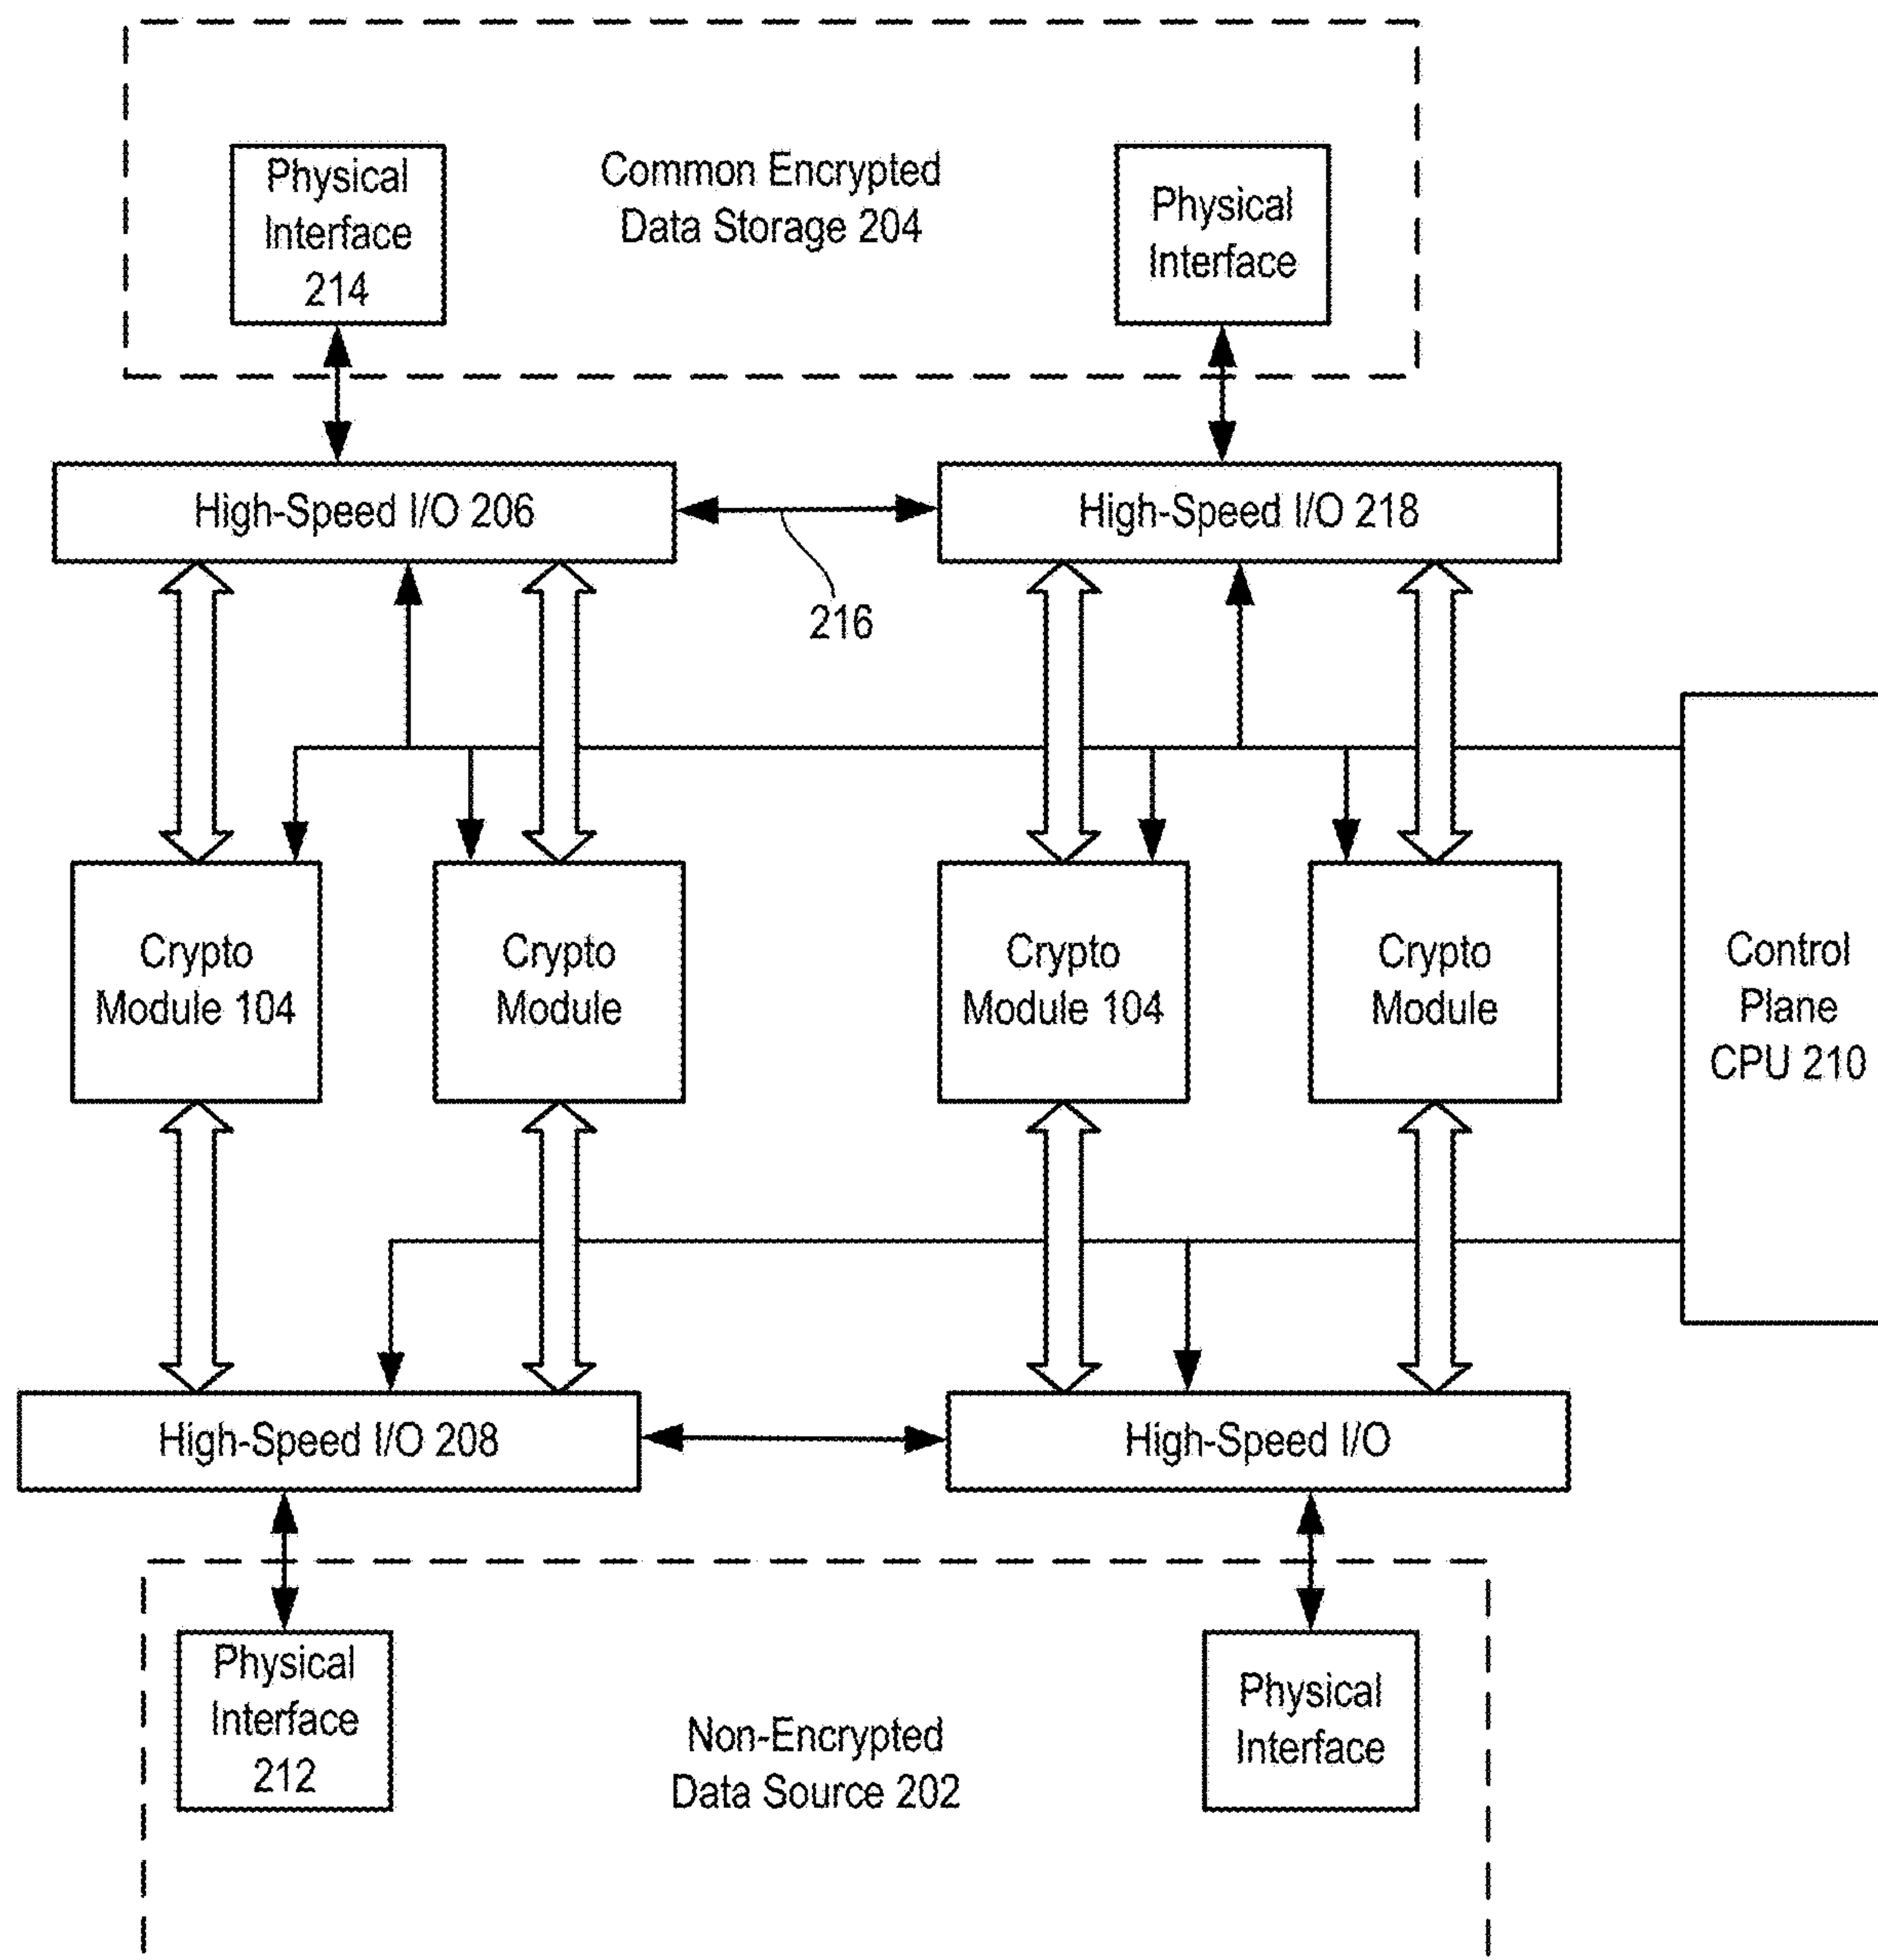 Physical
Interface
214
Common Encrypted
Data Storage 204
Physical
Interface
High-Speed I/O 206
High-Speed I/O 218
216
Crypto
Module 104
Crypto
Module
Crypto
Module 104
Crypto
Module
Control
Plane
CPU 210
High-Speed I/O 208
High-Speed I/O
Physical
Interface
212
Non-Encrypted
Data Source 202
Physical
Interface